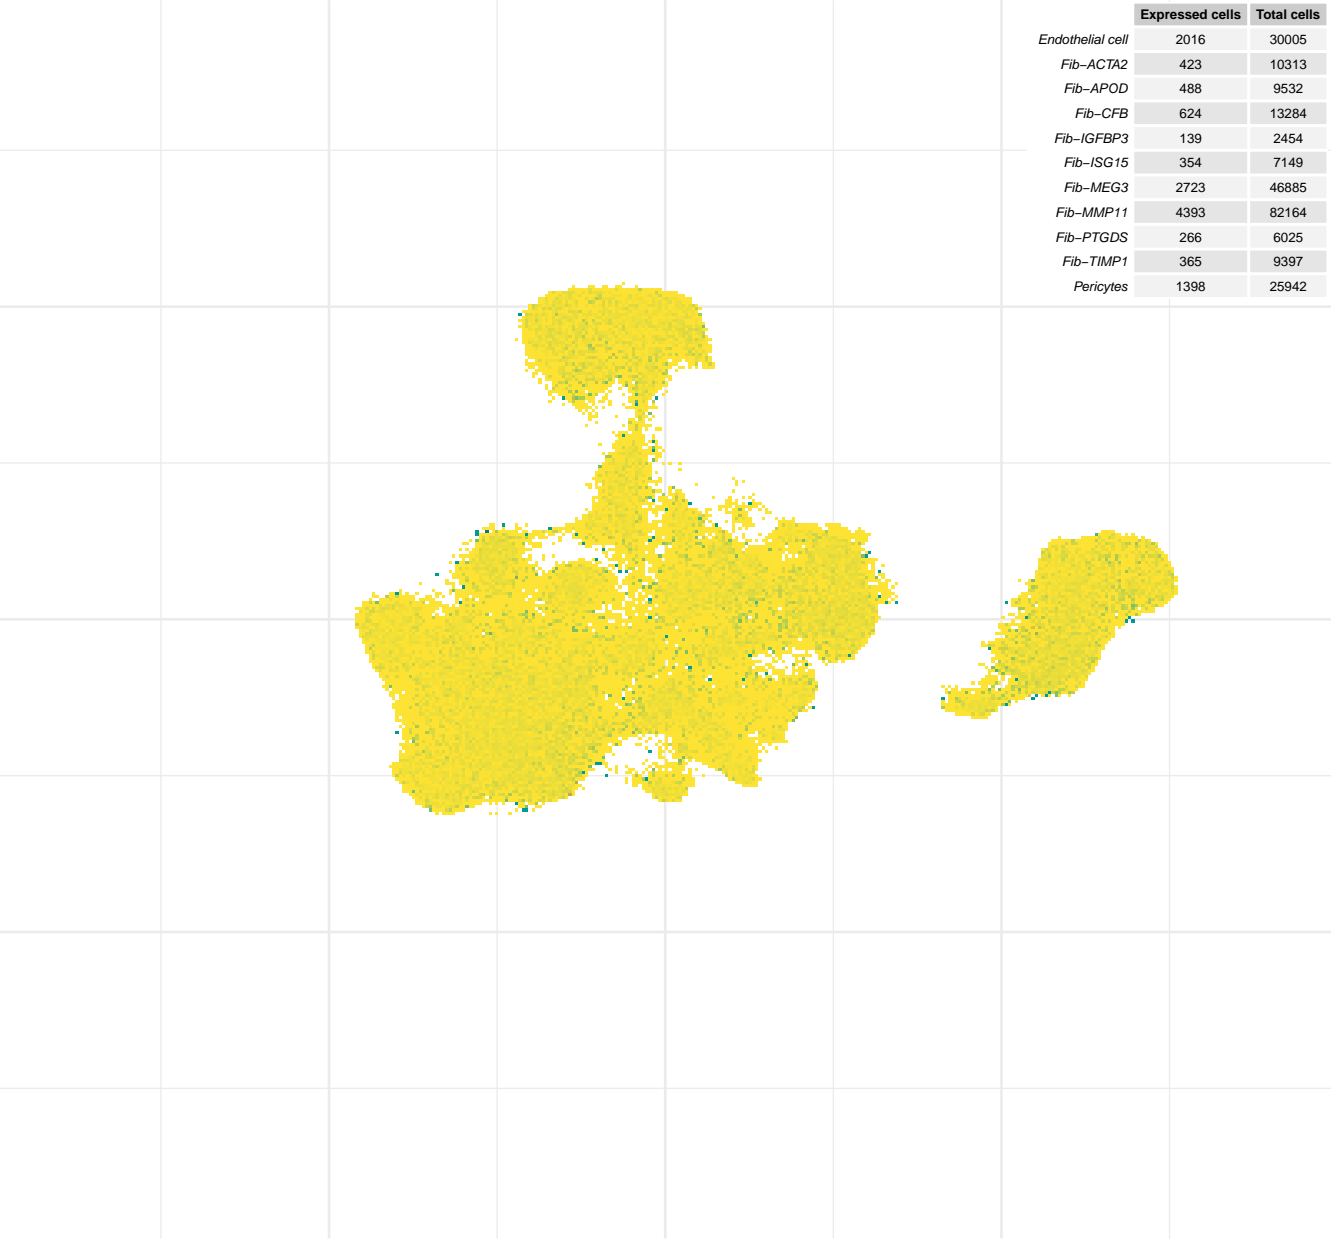 Expressed cells Total cells
Endothelial cell 2016 30005
Fib−ACTA2 423 10313
Fib−APOD 488 9532
Fib−CFB 624 13284
Fib−IGFBP3 139 2454
Fib−ISG15 354 7149
Fib−MEG3 2723 46885
Fib−MMP11 4393 82164
Fib−PTGDS 266 6025
Fib−TIMP1 365 9397
Pericytes 1398 25942